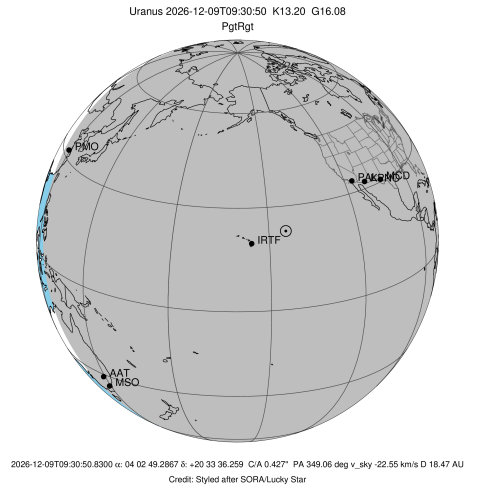 Uranus 2026-12-09T09:30:50 K13.20 G16.08
PgtRgt
PMO
MCD
IRTF
AAT
MSO
2026-12-09T09:30:50.8300 α: 04 02 49.2867 δ: +20 33 36.259 C/A 0.427" PA 349.06 deg v_sky -22.55 km/s D 18.47 AU
Credit: Styled after SORA/Lucky Star